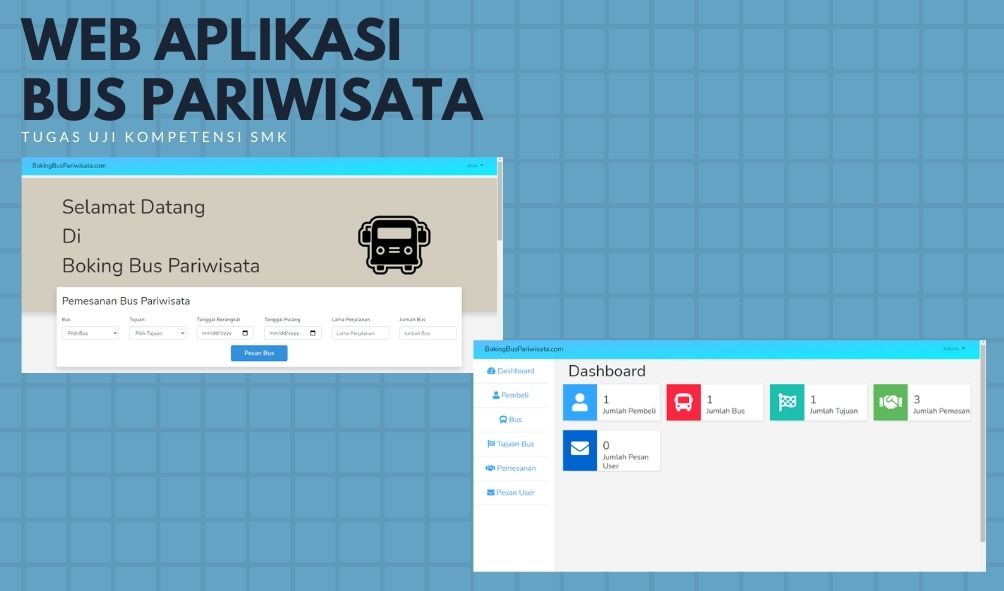 WEB APLIKASI
BUS PARIWISATA
TUGAS UJI KOMPETENSI SMK
BokingBusPariwisata.com
Selamat Datang
Di
Boking Bus Pariwisata
Pemesanan Bus Pariwisata
Bus Tujuan Tanggal Berangkat Tanggal Pulang Lama Perjalanan Jumlah Bus
Pilih Bus Pilih Tujuan mm/dd/yyyy mm/dd/yyyy Lama Perjalanan Jumlah Bus
Pesan Bus
BokingBusPariwisata.com Admin
Dashboard
Pembeli
Bus
Tujuan Bus
Pemesanan
Pesan User
Dashboard
1
Jumlah Pembeli
1
Jumlah Bus
1
Jumlah Tujuan
3
Jumlah Pemesan
0
Jumlah Pesan
User